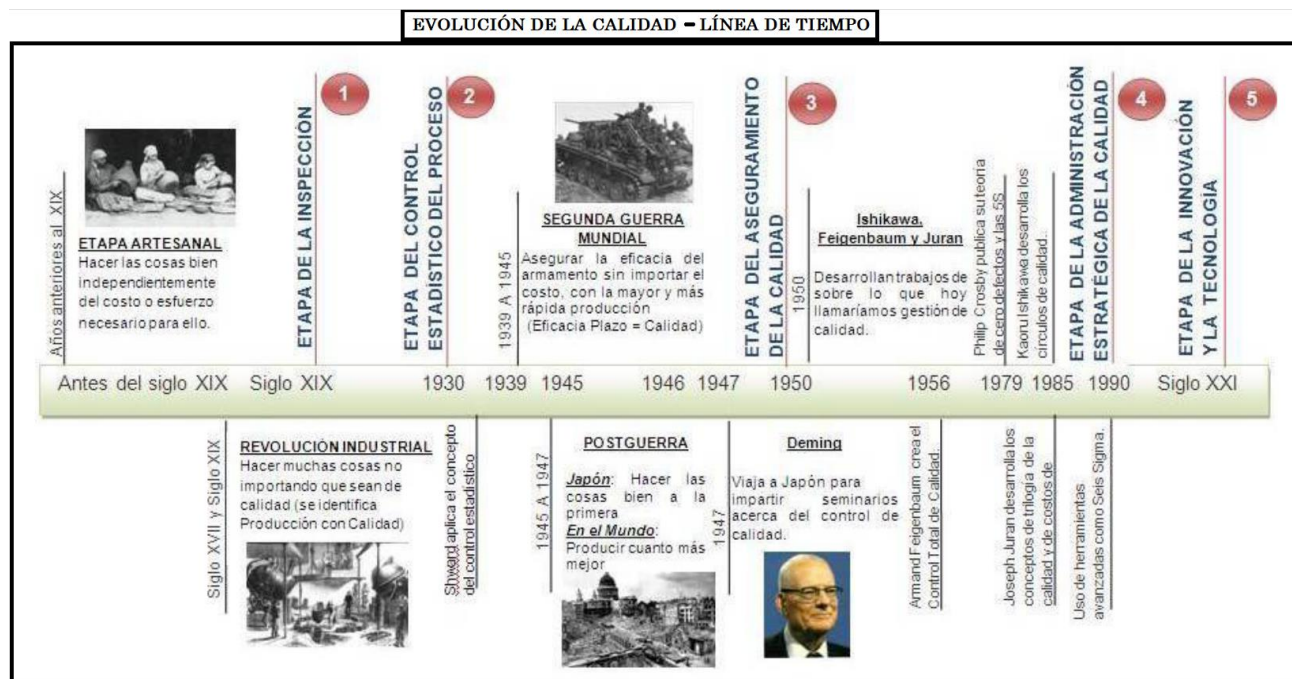 EVOLUCIÓN DE LA CALIDAD – LÍNEA DE TIEMPO
Años anteriores al XIX
ETAPA ARTESANAL
Hacer las cosas bien
independientemente
del costo o esfuerzo
necesario para ello.
ETAPA DE LA INSPECCIÓN
1
ETAPA DEL CONTROL
ESTADÍSTICO DEL PROCESO
2
1939 A 1945
SEGUNDA GUERRA
MUNDIAL
Asegurar la eficacia del
armamento sin importar el
costo, con la mayor y más
rápida producción
(Eficacia Plazo = Calidad)
ETAPA DEL ASEGURAMIENTO
DE LA CALIDAD
3
1950
Ishikawa,
Feigenbaum y Juran
Desarrollan trabajos de
sobre lo que hoy
llamaríamos gestión de
calidad.
Philip Crosby publica su teoria
de cero defectos y las 5S
Kaoru Ishikawa desarrolla los
círculos de calidad..
ETAPA DE LA ADMINISTRACIÓN
ESTRATÉGICA DE LA CALIDAD
4
ETAPA DE LA INNOVACIÓN
Y LA TECNOLOGÍA
5
Antes del siglo XIX Siglo XIX 1930 1939 1945 1946 1947 1950 1956 1979 1985 1990 Siglo XXI
Siglo XVII y Siglo XIX
REVOLUCIÓN INDUSTRIAL
Hacer muchas cosas no
importando que sean de
calidad (se identifica
Producción con Calidad)
Shward aplica el concepto
del control estadístico
1945 A 1947
POSTGUERRA
Japón: Hacer las
cosas bien a la
primera
En el Mundo:
Producir cuanto más
mejor
1947
Deming
Viaja a Japón para
impartir seminarios
acerca del control de
calidad.
Armand Feigenbaum crea el
Control Total de Calidad..
Joseph Juran desarrolla los
conceptos de trilogía de la
calidad y de costos de
Uso de herramientas
avanzadas como Seis Sigma.